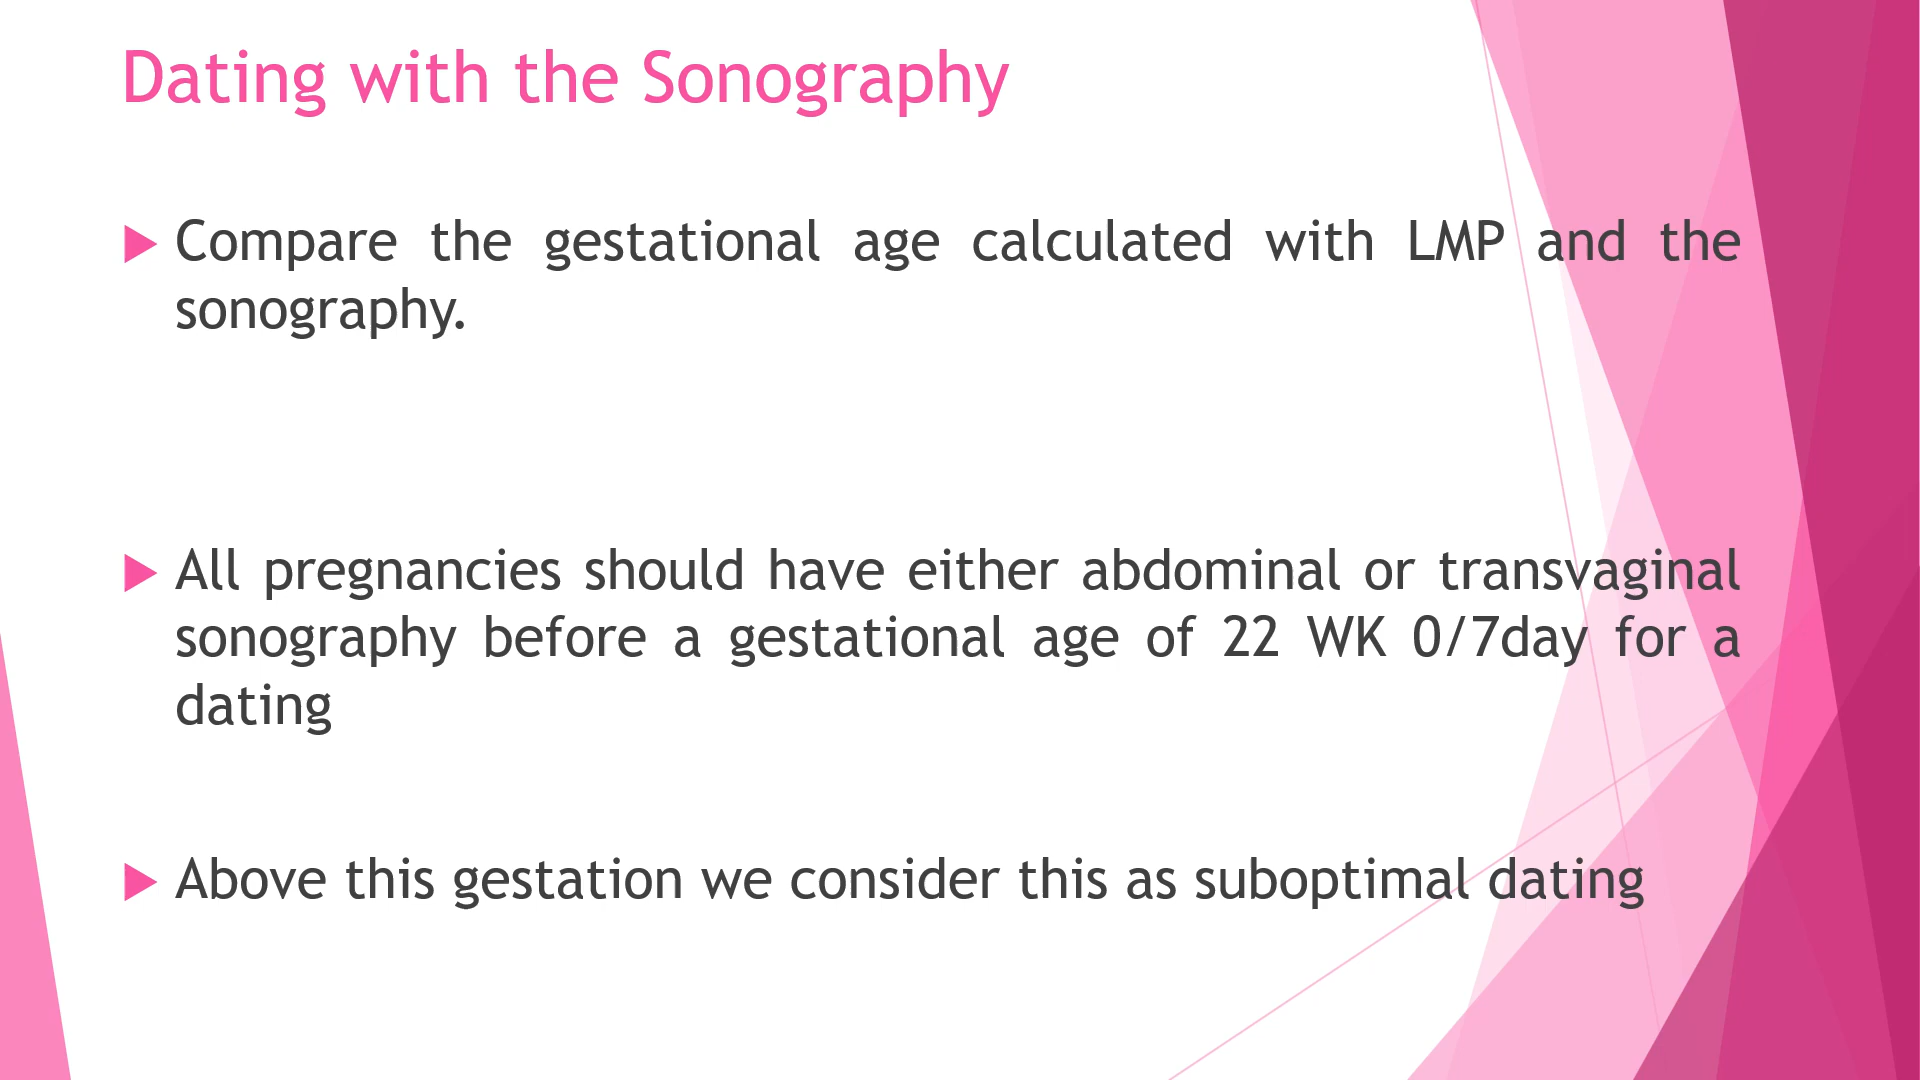 Dating with the Sonography
Compare the gestational age calculated with LMP and the
sonography.
All pregnancies should have either abdominal or transvaginal
sonography before a gestational age of 22 WK 0/7day for a
dating
Above this gestation we consider this as suboptimal dating